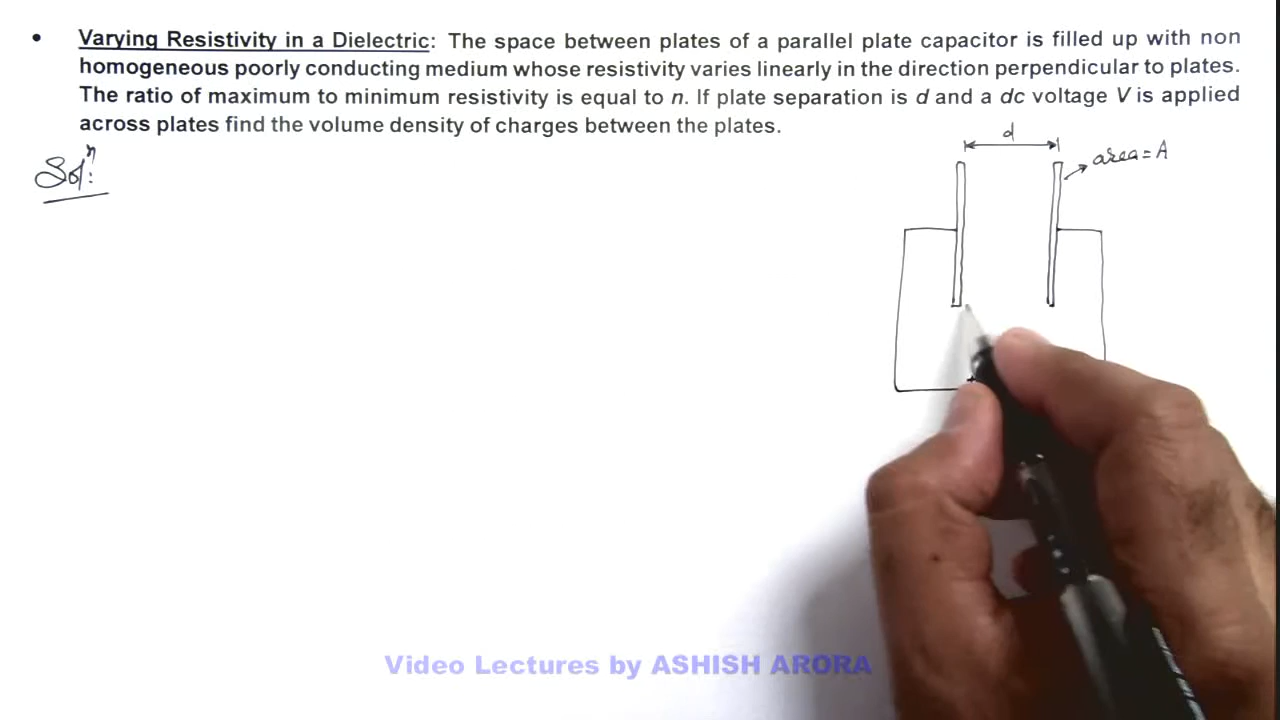 • Varying Resistivity in a Dielectric: The space between plates of a parallel plate capacitor is filled up with non
homogeneous poorly conducting medium whose resistivity varies linearly in the direction perpendicular to plates.
The ratio of maximum to minimum resistivity is equal to n. If plate separation is d and a dc voltage V is applied
across plates find the volume density of charges between the plates.
d
area = A
Solⁿ:
+
Video Lectures by ASHISH ARORA